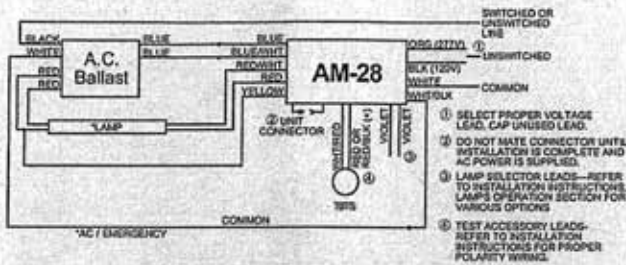 SWITCHED OR
UNSWITCHED
LINE
BLACK
WHITE
A.C.
Ballast
BLUE
BLUE
BLUE
BLUE/WHT
RED/WHT
RED
YELLOW
RED
RED
*LAMP
AM-28
ORG (277V) ①
UNSWITCHED
BLK (120V)
WHITE
COMMON
WHT/BLK
② UNIT
CONNECTOR
WHT/RED
RED OR
RED/BLK (+)
VIOLET
VIOLET
③
④
COMMON
*AC / EMERGENCY
① SELECT PROPER VOLTAGE
LEAD, CAP UNUSED LEAD.
② DO NOT MATE CONNECTOR UNTIL
INSTALLATION IS COMPLETE AND
AC POWER IS SUPPLIED.
③ LAMP SELECTOR LEADS—REFER
TO INSTALLATION INSTRUCTIONS,
LAMPS OPERATION SECTION FOR
VARIOUS OPTIONS
④ TEST ACCESSORY LEADS-
REFER TO INSTALLATION
INSTRUCTIONS FOR PROPER
POLARITY WIRING.